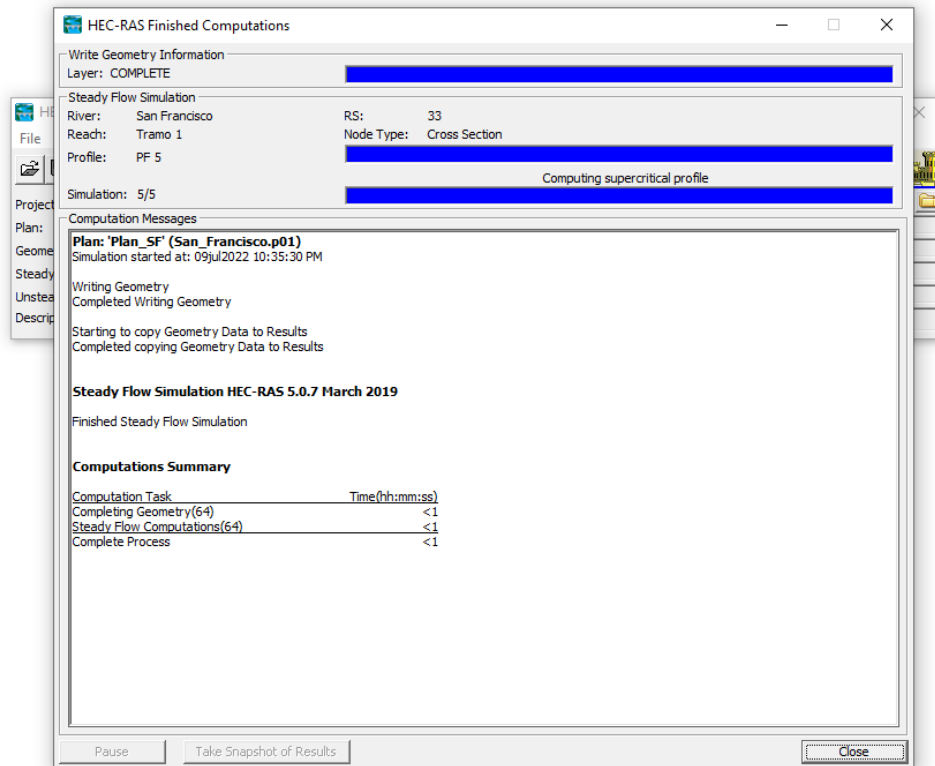 HEC-RAS Finished Computations
Write Geometry Information
Layer: COMPLETE
Steady Flow Simulation
River: San Francisco RS: 33
Reach: Tramo 1 Node Type: Cross Section
Profile: PF 5
Computing supercritical profile
Simulation: 5/5
Computation Messages
Plan: 'Plan_SF' (San_Francisco.p01)
Simulation started at: 09jul2022 10:35:30 PM
Writing Geometry
Completed Writing Geometry
Starting to copy Geometry Data to Results
Completed copying Geometry Data to Results
Steady Flow Simulation HEC-RAS 5.0.7 March 2019
Finished Steady Flow Simulation
Computations Summary
Computation Task Time(hh:mm:ss)
Completing Geometry(64) <1
Steady Flow Computations(64) <1
Complete Process <1
Pause Take Snapshot of Results Close
HE
File
Project
Plan:
Geome
Steady
Unstea
Descrip